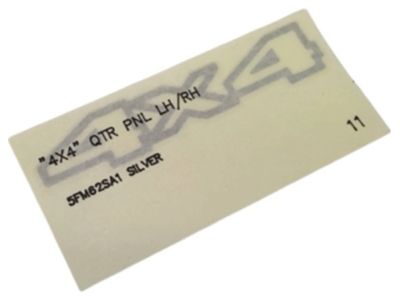 4X4
"4X4" QTR PNL LH/RH
5FM62SA1 SILVER
11